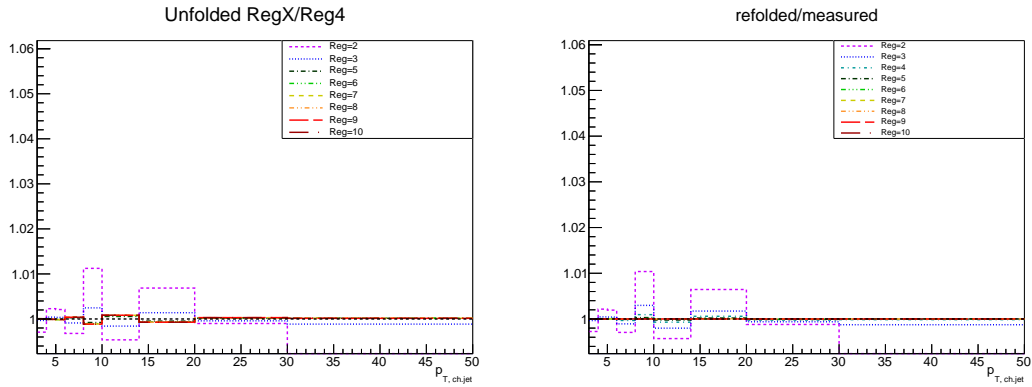 Unfolded RegX/Reg4
1.06
1.05
1.04
1.03
1.02
1.01
1
Reg=2
Reg=3
Reg=5
Reg=6
Reg=7
Reg=8
Reg=9
Reg=10
5 10 15 20 25 30 35 40 45 50
p T, ch.jet
refolded/measured
1.06
1.05
1.04
1.03
1.02
1.01
1
Reg=2
Reg=3
Reg=4
Reg=5
Reg=6
Reg=7
Reg=8
Reg=9
Reg=10
5 10 15 20 25 30 35 40 45 50
p T, ch.jet